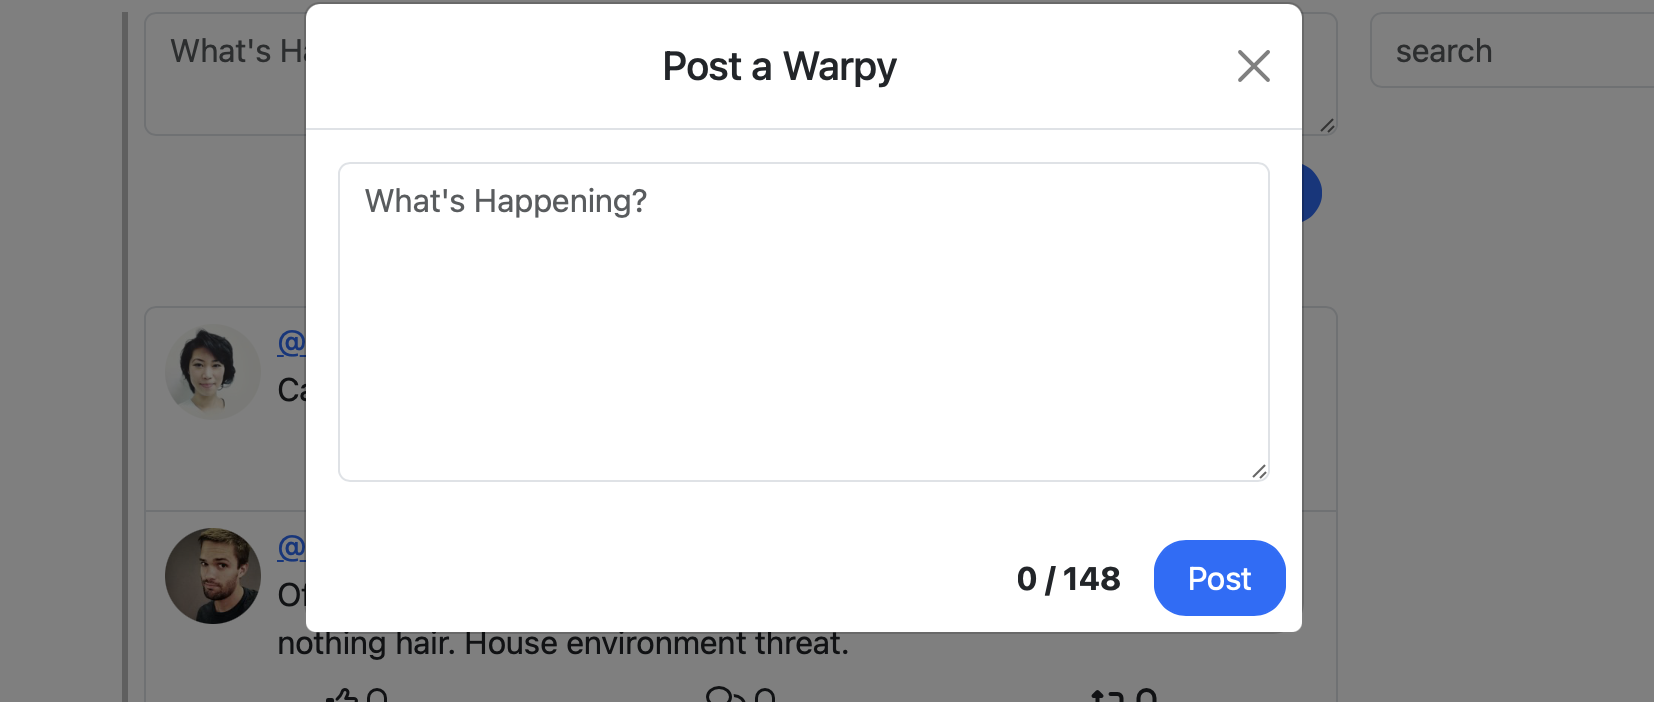 What's Ha
search
Post a Warpy
What's Happening?
@
Ca
@
Of
nothing hair. House environment threat.
0 / 148
Post
0
0
0